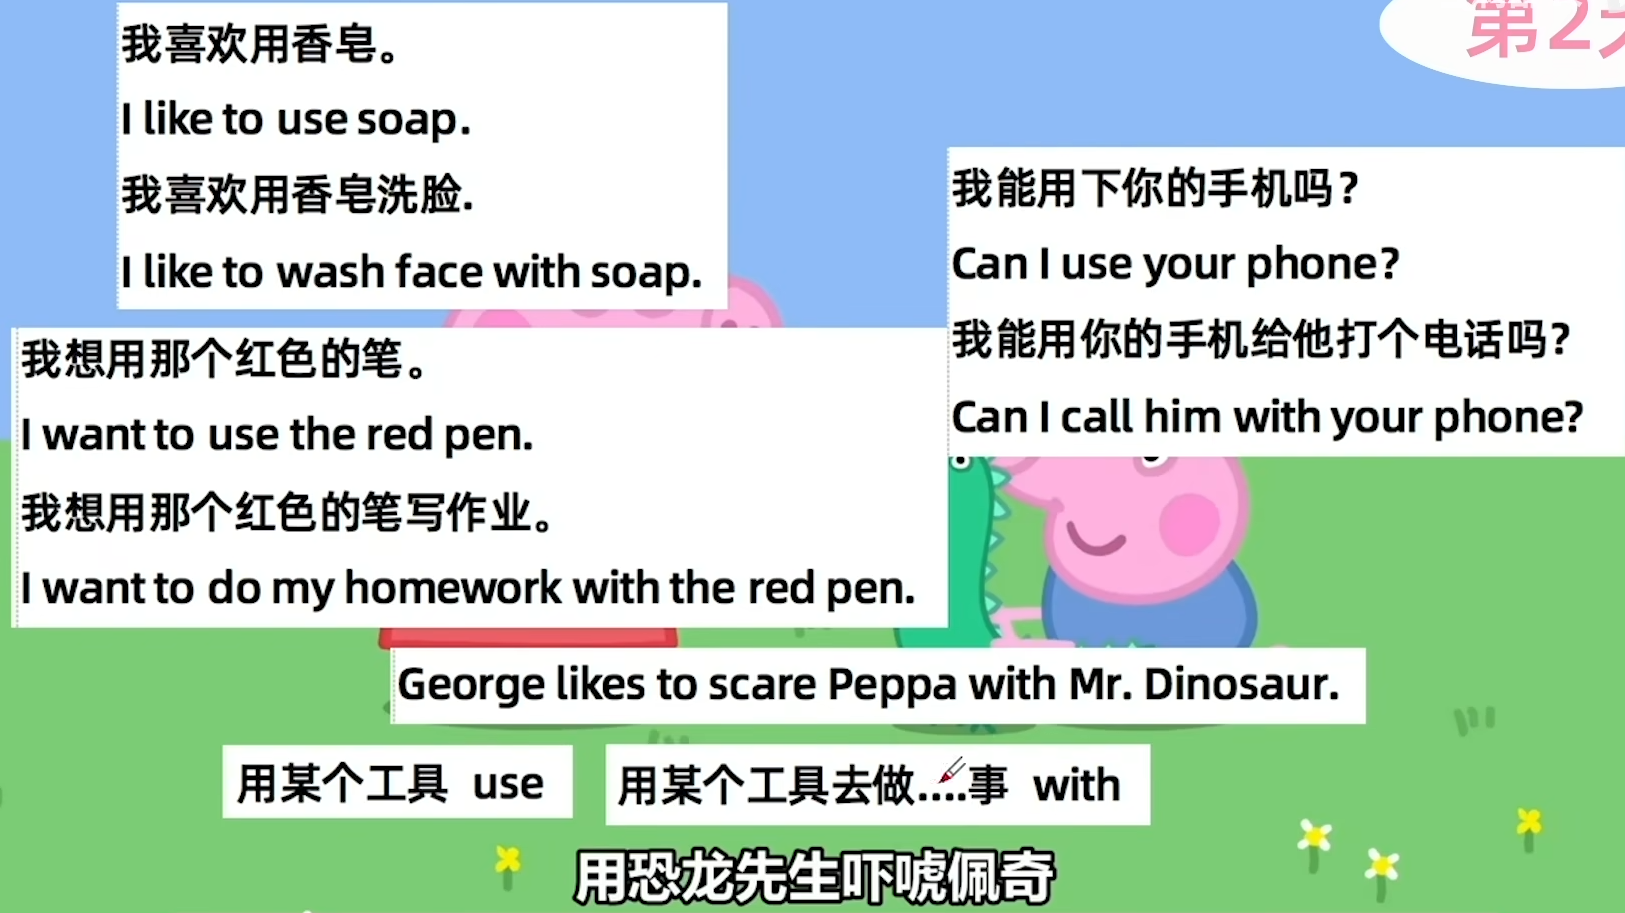 第2
我喜欢用香皂。
I like to use soap.
我喜欢用香皂洗脸.
I like to wash face with soap.
我能用下你的手机吗？
Can I use your phone?
我能用你的手机给他打个电话吗？
Can I call him with your phone?
我想用那个红色的笔。
I want to use the red pen.
我想用那个红色的笔写作业。
I want to do my homework with the red pen.
George likes to scare Peppa with Mr. Dinosaur.
用某个工具 use
用某个工具去做....事 with
用恐龙先生吓唬佩奇